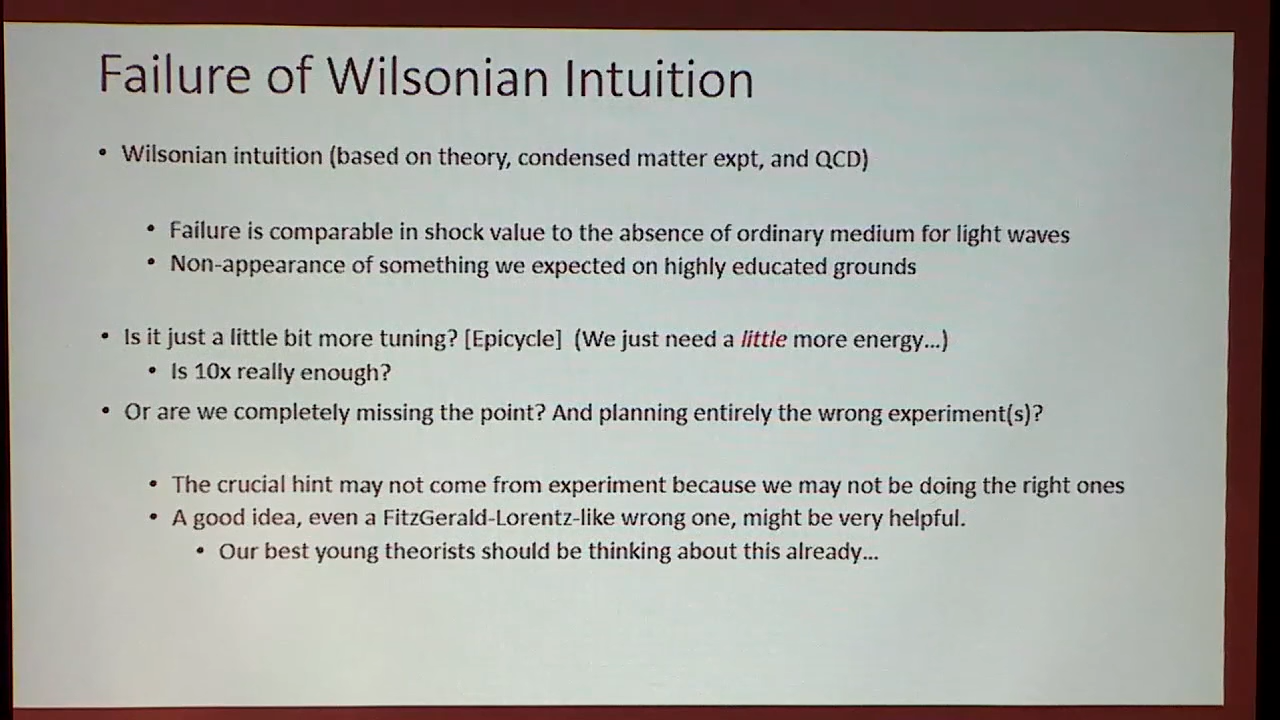 Failure of Wilsonian Intuition
• Wilsonian intuition (based on theory, condensed matter expt, and QCD)
• Failure is comparable in shock value to the absence of ordinary medium for light waves
• Non-appearance of something we expected on highly educated grounds
• Is it just a little bit more tuning? [Epicycle] (We just need a little more energy...)
• Is 10x really enough?
• Or are we completely missing the point? And planning entirely the wrong experiment(s)?
• The crucial hint may not come from experiment because we may not be doing the right ones
• A good idea, even a FitzGerald-Lorentz-like wrong one, might be very helpful.
• Our best young theorists should be thinking about this already...